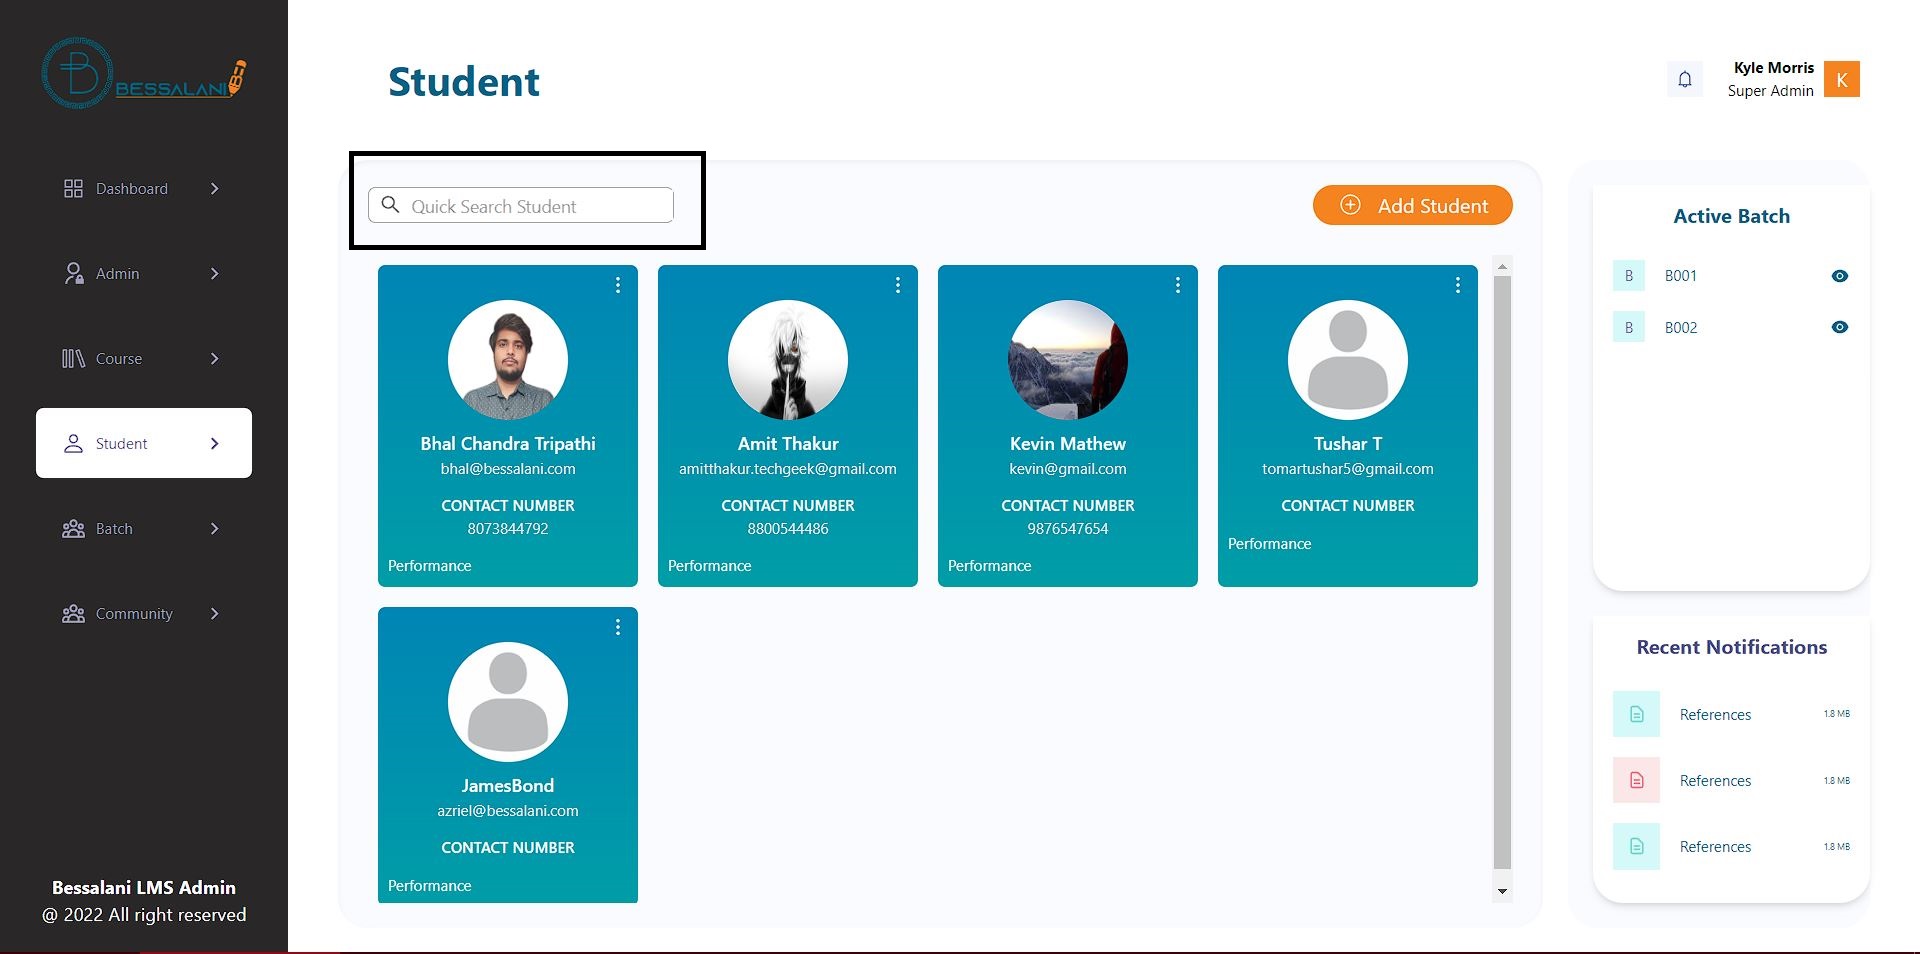 BESSALANI
Dashboard
Admin
Course
Student
Batch
Community
Bessalani LMS Admin
@ 2022 All right reserved
Student
Kyle Morris
Super Admin
K
Quick Search Student
Add Student
Bhal Chandra Tripathi
bhal@bessalani.com
CONTACT NUMBER
8073844792
Performance
Amit Thakur
amitthakur.techgeek@gmail.com
CONTACT NUMBER
8800544486
Performance
Kevin Mathew
kevin@gmail.com
CONTACT NUMBER
9876547654
Performance
Tushar T
tomartushar5@gmail.com
CONTACT NUMBER
Performance
JamesBond
azriel@bessalani.com
CONTACT NUMBER
Performance
Active Batch
B B001
B B002
Recent Notifications
References 1.8 MB
References 1.8 MB
References 1.8 MB